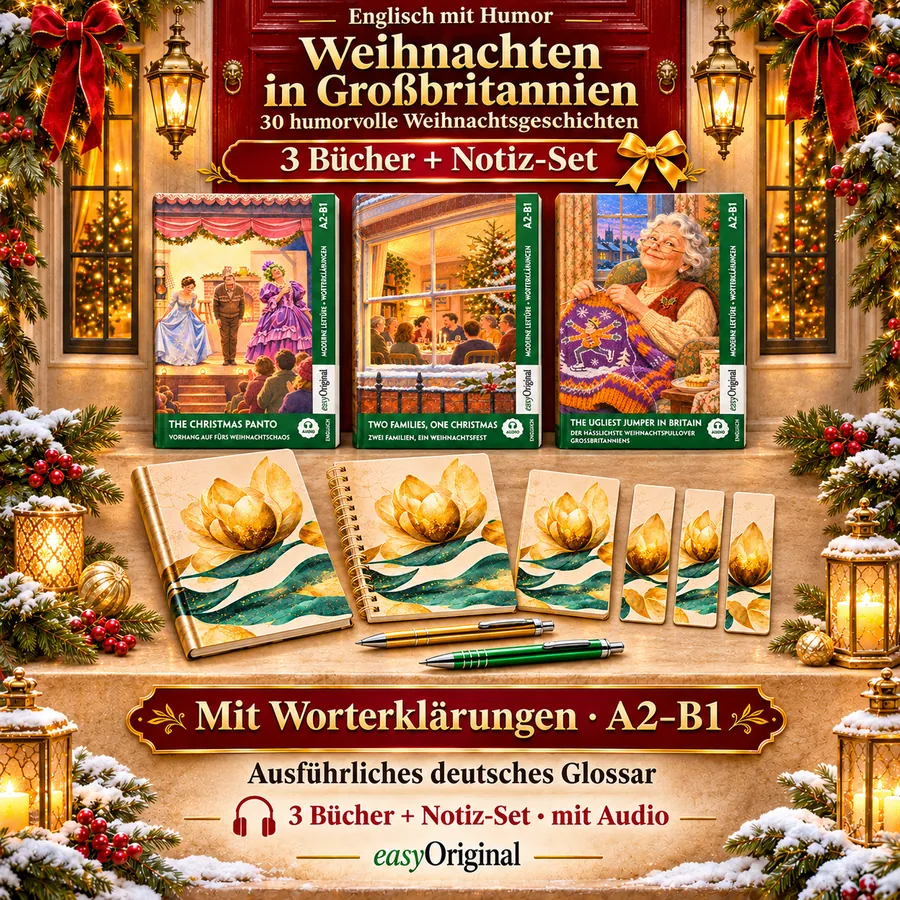 Englisch mit Humor
Weihnachten
in Großbritannien
30 humorvolle Weihnachtsgeschichten
3 Bücher + Notiz-Set
A2-B1
MODERNE LEKTÜRE • WORTERKLÄRUNGEN
easyOriginal
THE CHRISTMAS PANTO
VORHANG AUF FÜRS WEIHNACHTSCHAOS
AUDIO
ENGLISCH
A2-B1
MODERNE LEKTÜRE • WORTERKLÄRUNGEN
easyOriginal
TWO FAMILIES, ONE CHRISTMAS
ZWEI FAMILIEN, EIN WEIHNACHTSFEST
AUDIO
ENGLISCH
A2-B1
MODERNE LEKTÜRE • WORTERKLÄRUNGEN
easyOriginal
THE UGLIEST JUMPER IN BRITAIN
DER HÄSSLICHSTE WEIHNACHTSPULLOVER
GROSSBRITANNIENS
AUDIO
ENGLISCH
Mit Worterklärungen · A2–B1
Ausführliches deutsches Glossar
3 Bücher + Notiz-Set • mit Audio
easyOriginal